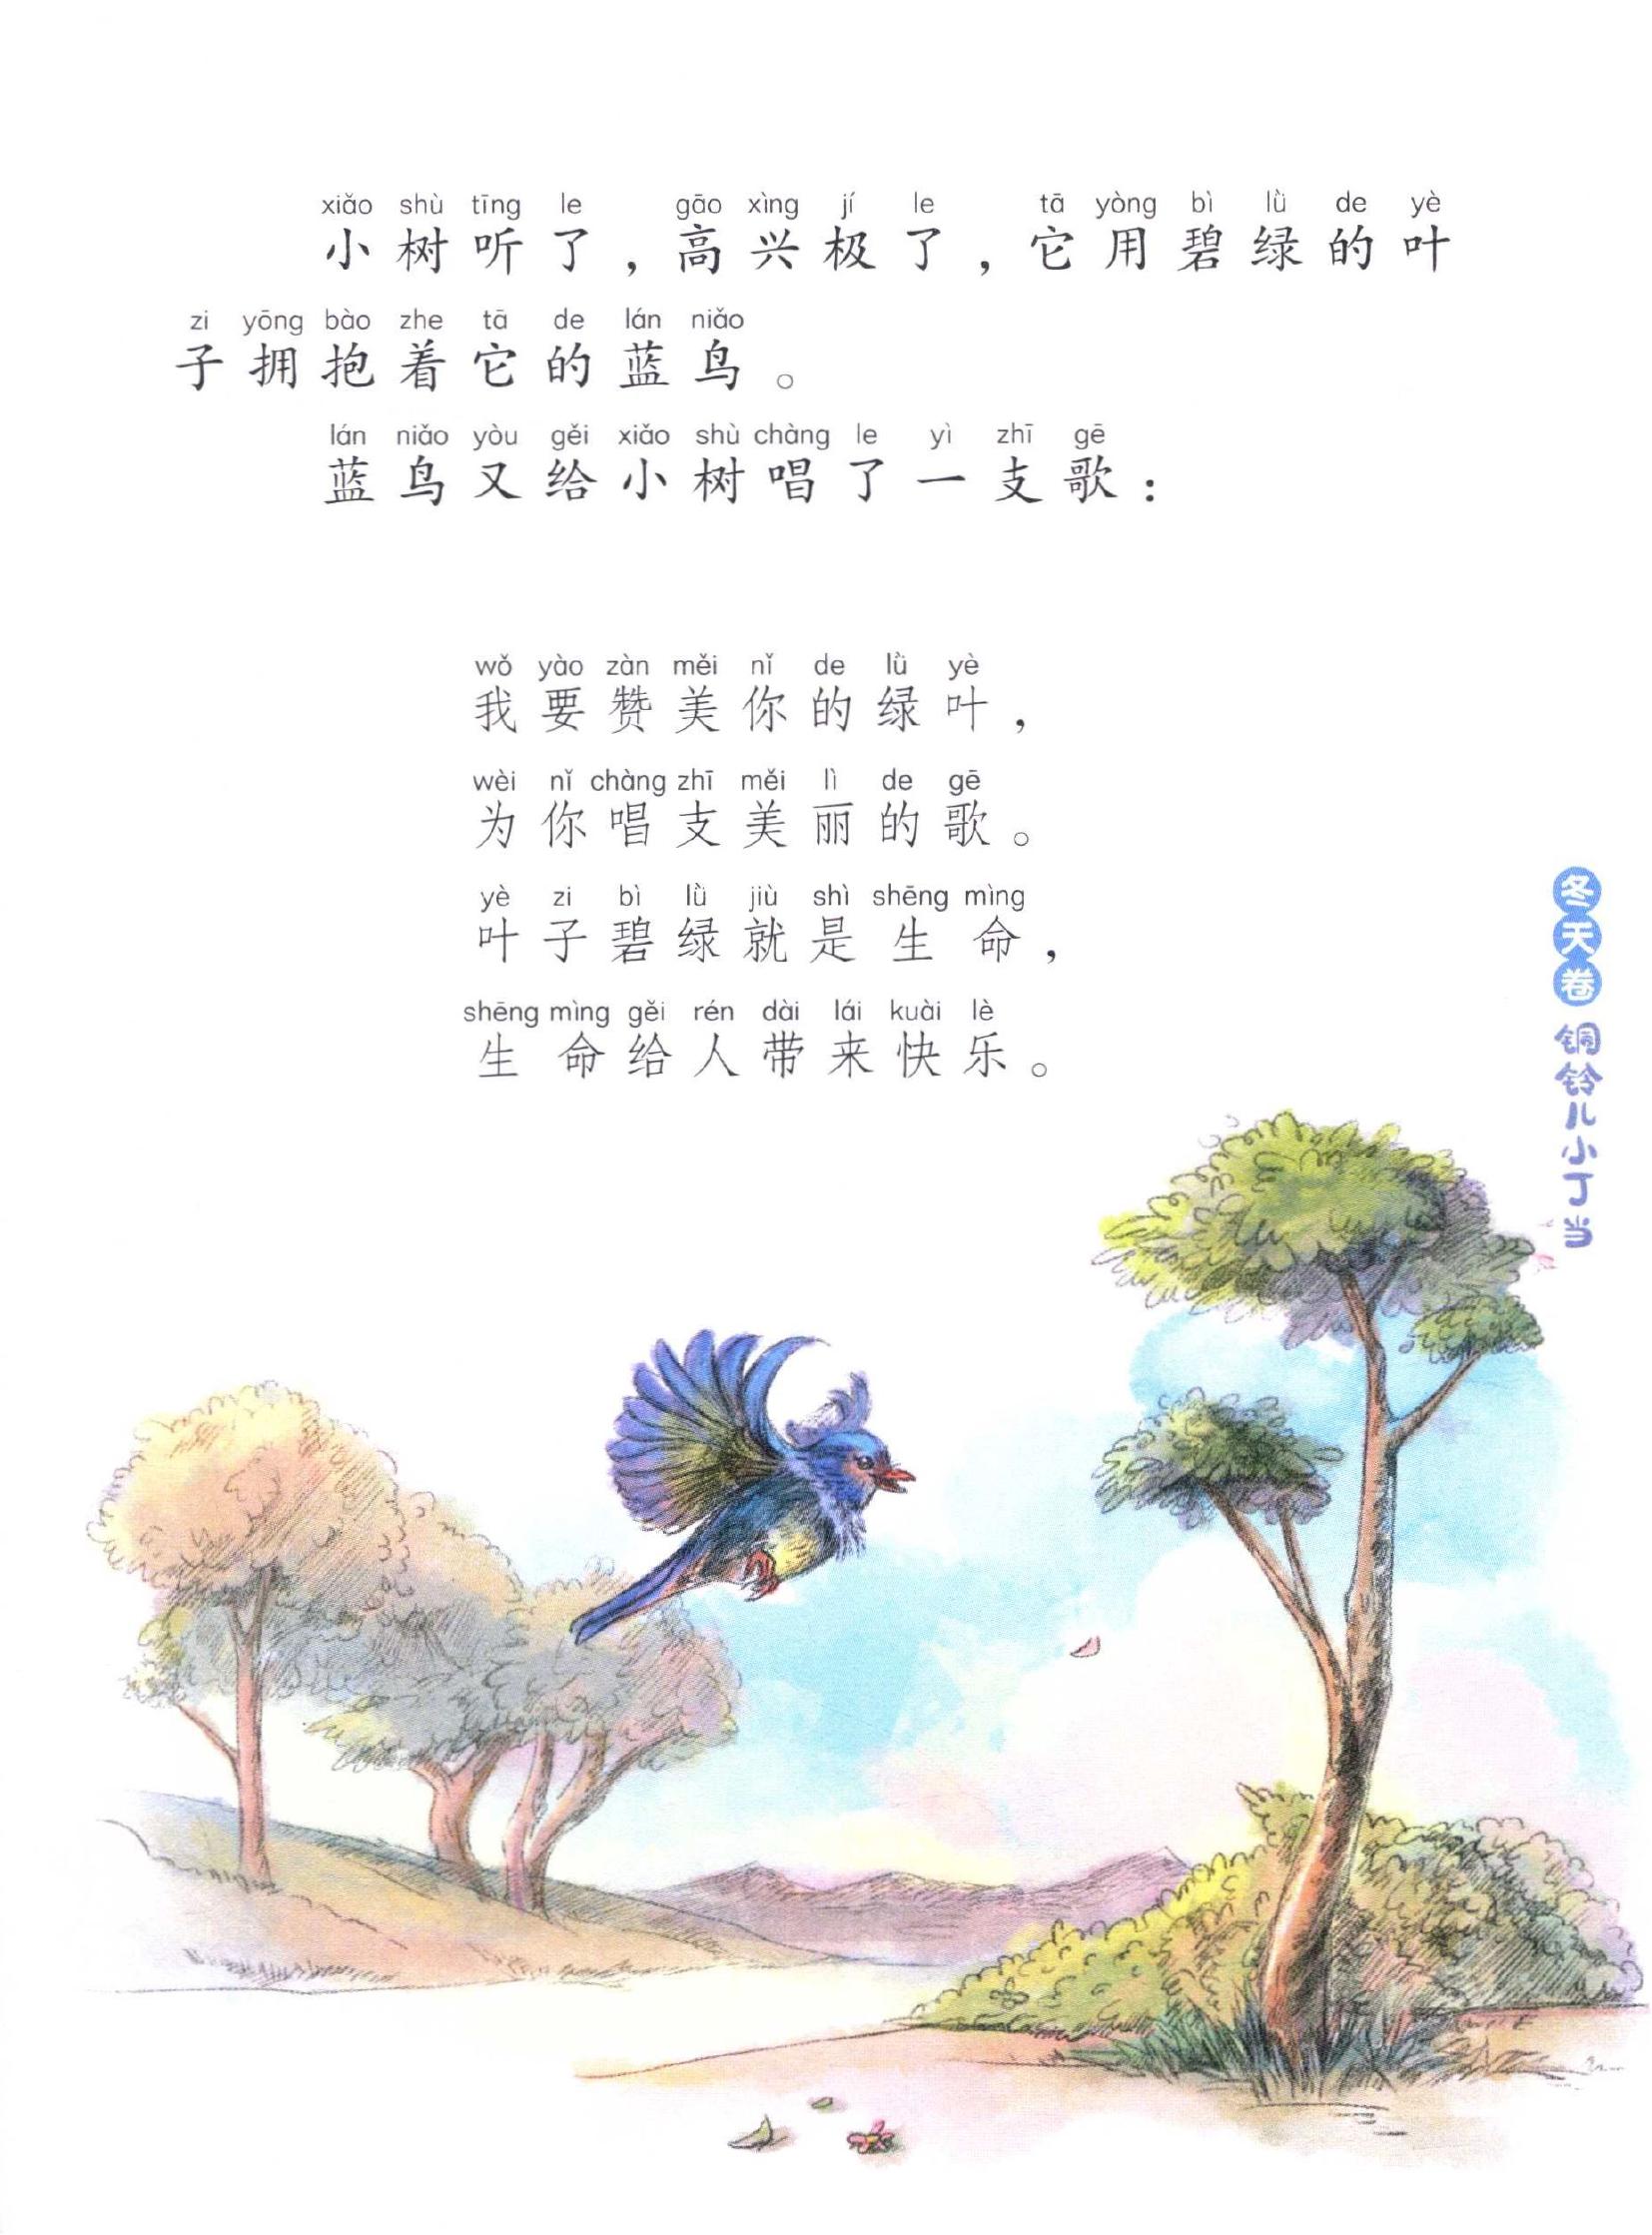 xiǎo shù tīng le gāo xìng jí le tā yòng bì lǜ de yè
小树听了，高兴极了，它用碧绿的叶
zi yōng bào zhe tā de lán niǎo
子拥抱着它的蓝鸟。
lán niǎo yòu gěi xiǎo shù chàng le yì zhī gē
蓝鸟又给小树唱了一支歌：
wǒ yào zàn měi nǐ de lǜ yè
我要赞美你的绿叶，
wèi nǐ chàng zhī měi lì de gē
为你唱支美丽的歌。
yè zi bì lǜ jiù shì shēng mìng
叶子碧绿就是生命，
shēng mìng gěi rén dài lái kuài lè
生命给人带来快乐。
冬天卷 铜铃儿小丁当